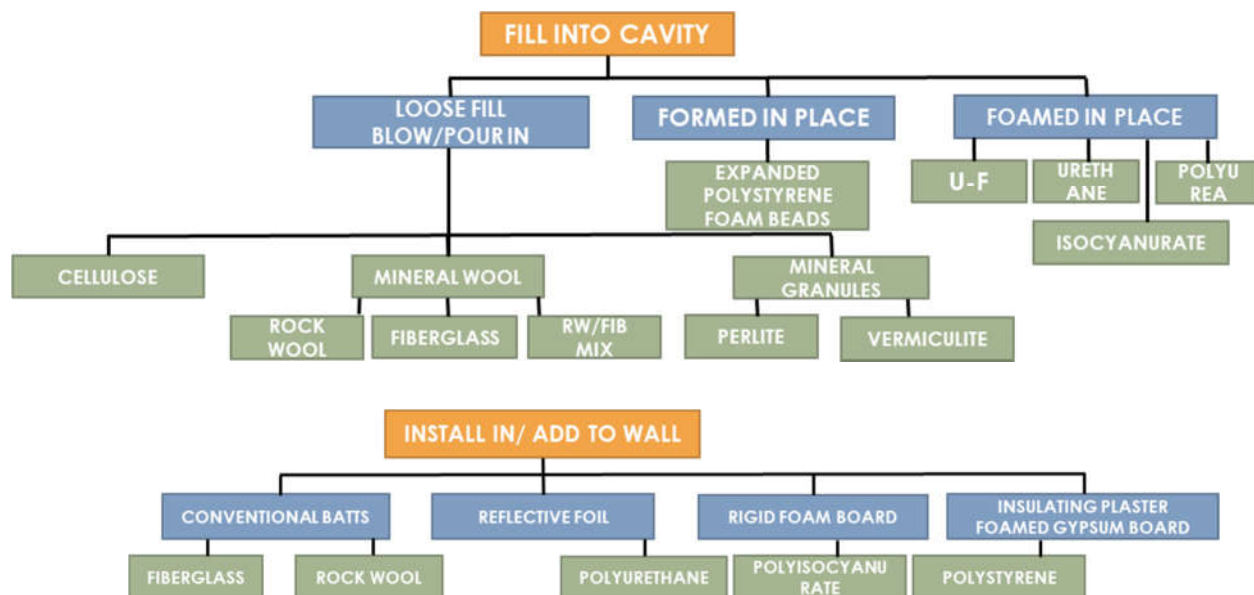 FILL INTO CAVITY
LOOSE FILL
BLOW/POUR IN
FORMED IN PLACE
FOAMED IN PLACE
EXPANDED
POLYSTYRENE
FOAM BEADS
U-F
URETH
ANE
POLYU
REA
ISOCYANURATE
CELLULOSE
MINERAL WOOL
MINERAL
GRANULES
ROCK
WOOL
FIBERGLASS
RW/FIB
MIX
PERLITE
VERMICULITE
INSTALL IN/ ADD TO WALL
CONVENTIONAL BATTS
REFLECTIVE FOIL
RIGID FOAM BOARD
INSULATING PLASTER
FOAMED GYPSUM BOARD
FIBERGLASS
ROCK WOOL
POLYURETHANE
POLYISOCYANU
RATE
POLYSTYRENE